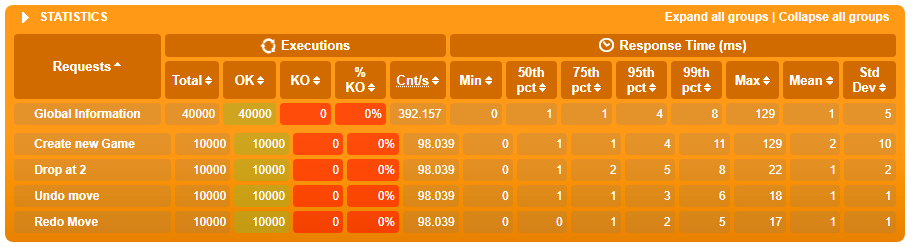 STATISTICS Expand all groups | Collapse all groups
Requests Executions Response Time (ms)
Total OK KO % KO Cnt/s Min 50th pct 75th pct 95th pct 99th pct Max Mean Std Dev
Global Information 40000 40000 0 0% 392.157 0 1 1 4 8 129 1 5
Create new Game 10000 10000 0 0% 98.039 0 1 1 4 11 129 2 10
Drop at 2 10000 10000 0 0% 98.039 0 1 2 5 8 22 1 2
Undo move 10000 10000 0 0% 98.039 0 1 1 3 6 18 1 1
Redo Move 10000 10000 0 0% 98.039 0 0 1 2 5 17 1 1